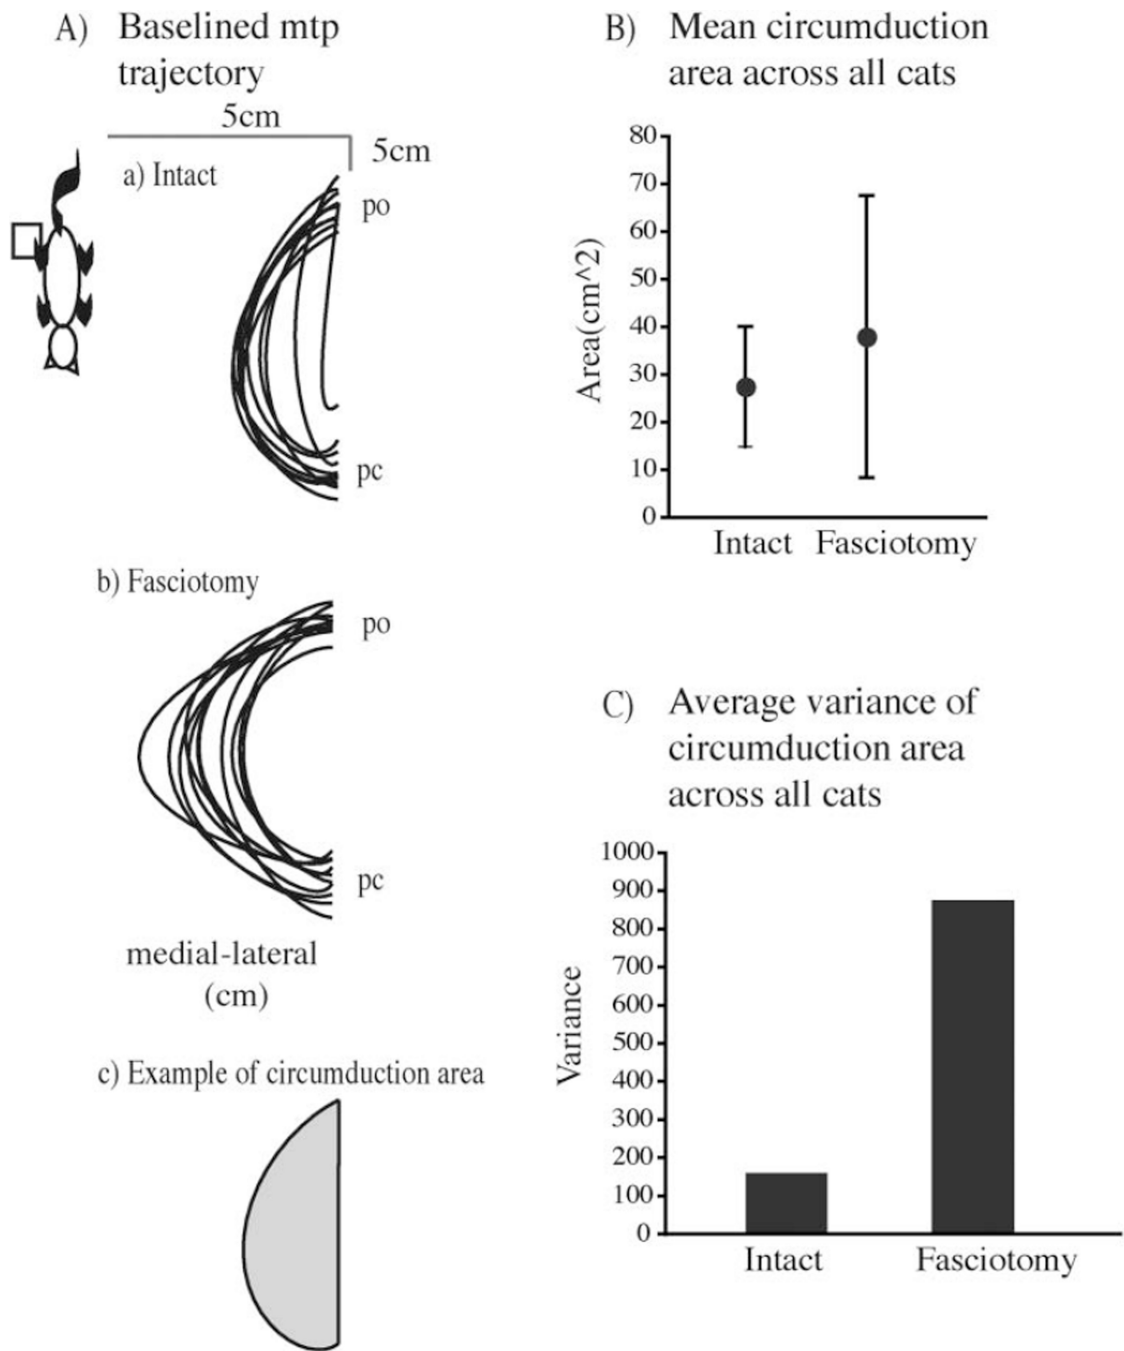 A) Baselined mtp
trajectory
5cm
5cm
a) Intact
po
pc
b) Fasciotomy
po
pc
medial-lateral
(cm)
c) Example of circumduction area
B) Mean circumduction
area across all cats
80
70
60
50
40
30
20
10
0
Area(cm^2)
Intact Fasciotomy
C) Average variance of
circumduction area
across all cats
1000
900
800
700
600
500
400
300
200
100
0
Variance
Intact Fasciotomy